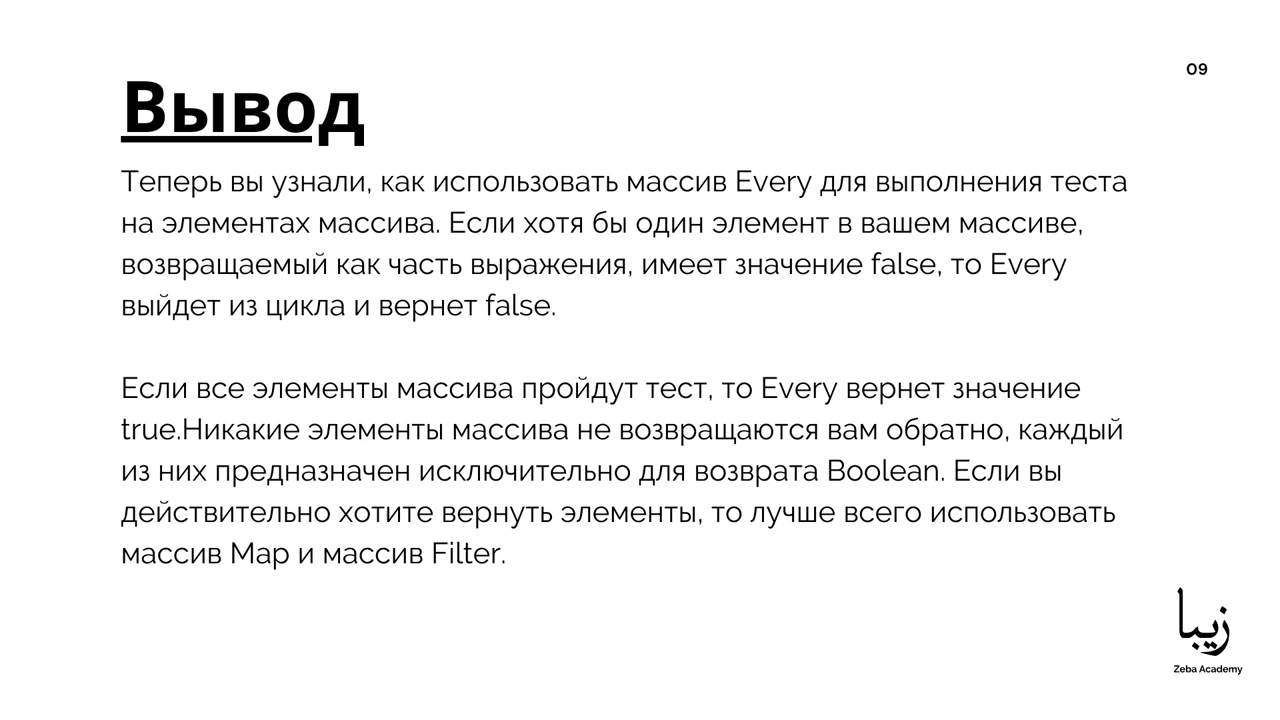 09
Вывод
Теперь вы узнали, как использовать массив Every для выполнения теста
на элементах массива. Если хотя бы один элемент в вашем массиве,
возвращаемый как часть выражения, имеет значение false, то Every
выйдет из цикла и вернет false.
Если все элементы массива пройдут тест, то Every вернет значение
true.Никакие элементы массива не возвращаются вам обратно, каждый
из них предназначен исключительно для возврата Boolean. Если вы
действительно хотите вернуть элементы, то лучше всего использовать
массив Map и массив Filter.
زيبا
Zeba Academy